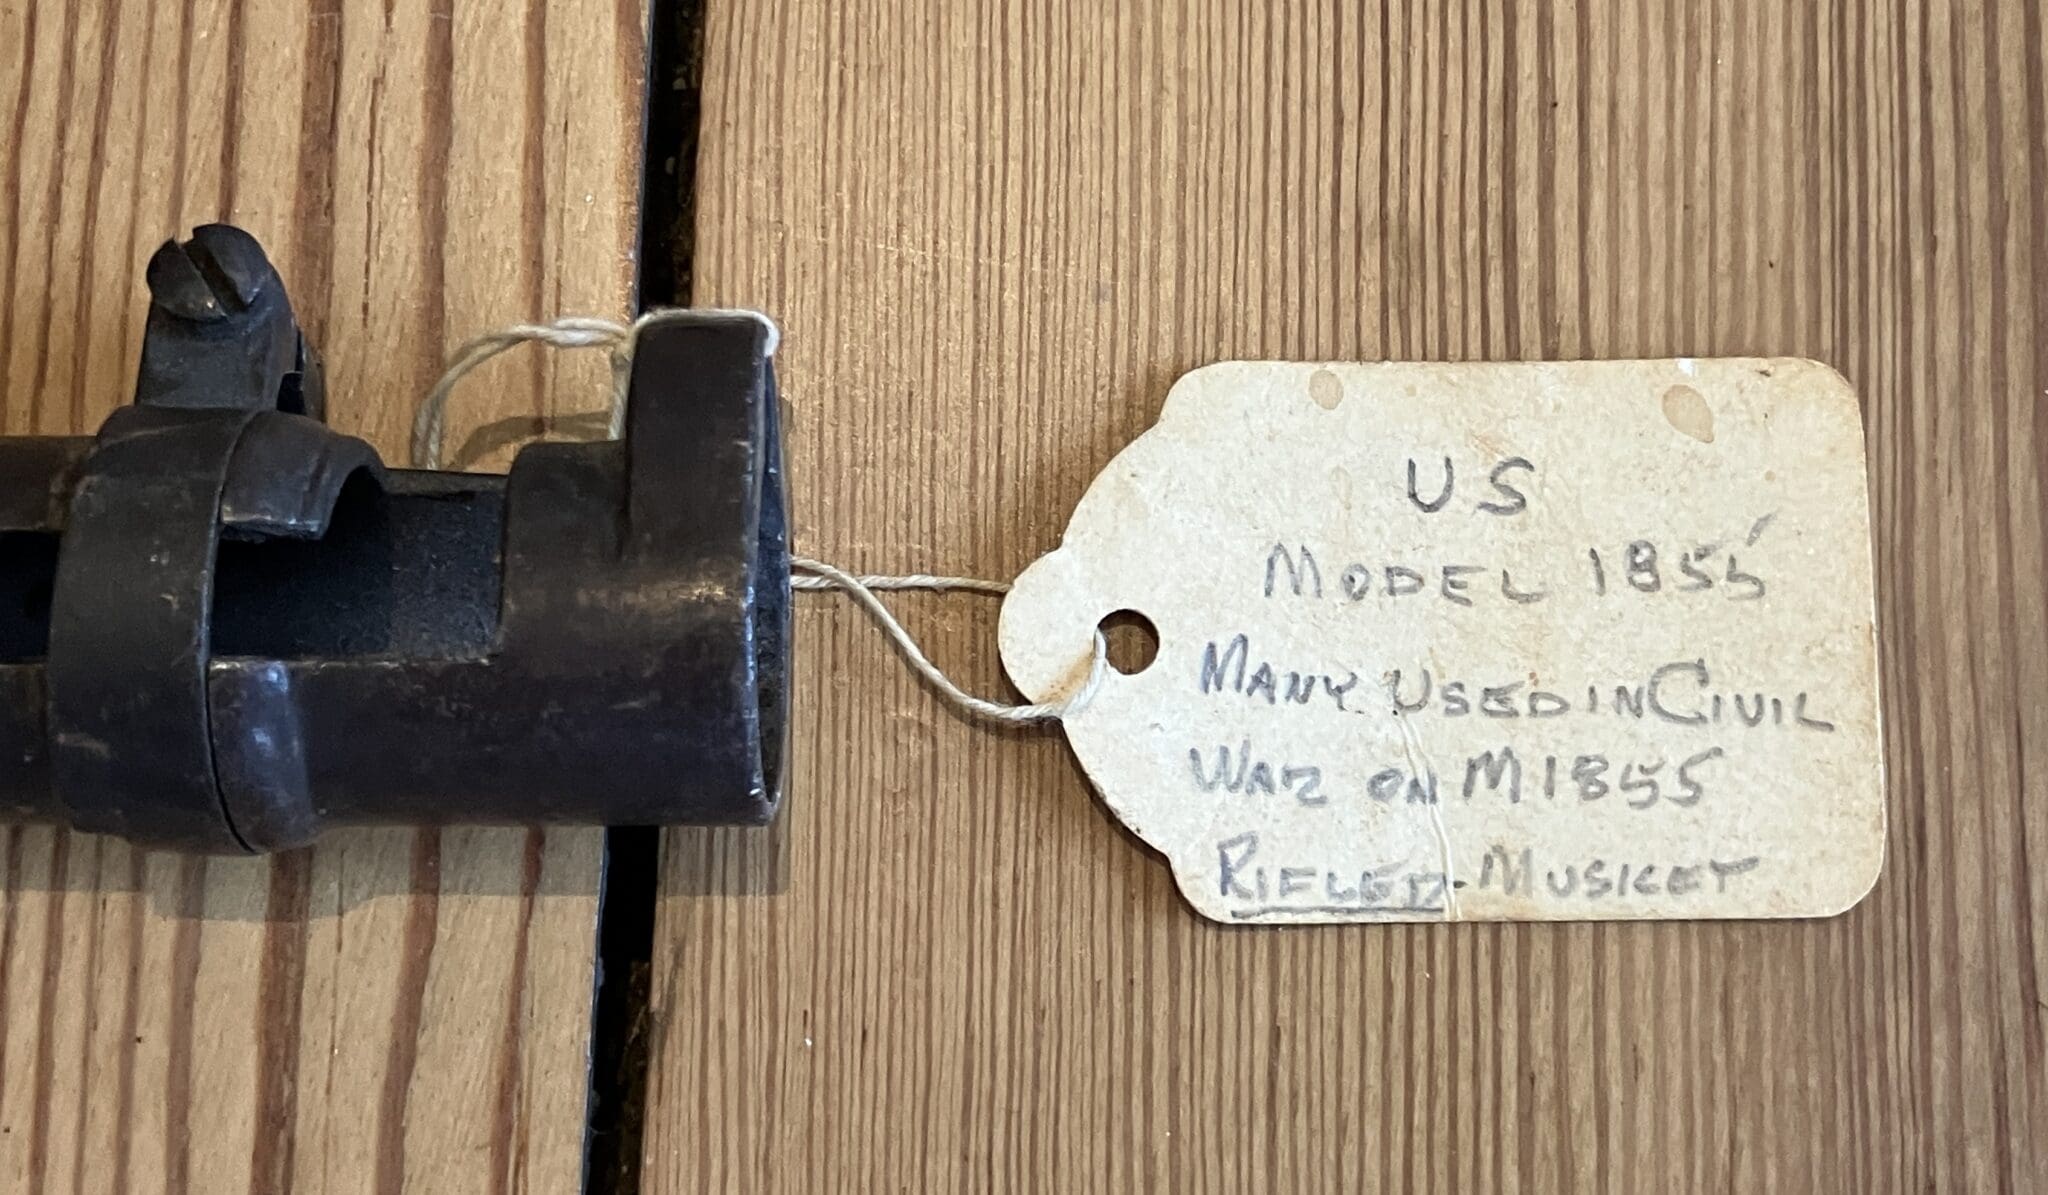 US
MODEL 1855
MANY USED IN CIVIL
WAR ON M1855
RIFLED-MUSKET